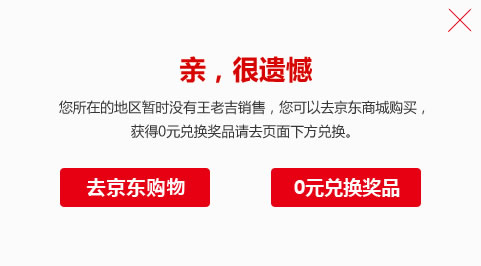 亲，很遗憾
您所在的地区暂时没有王老吉销售，您可以去京东商城购买，
获得0元兑换奖品请去页面下方兑换。
去京东购物
0元兑换奖品